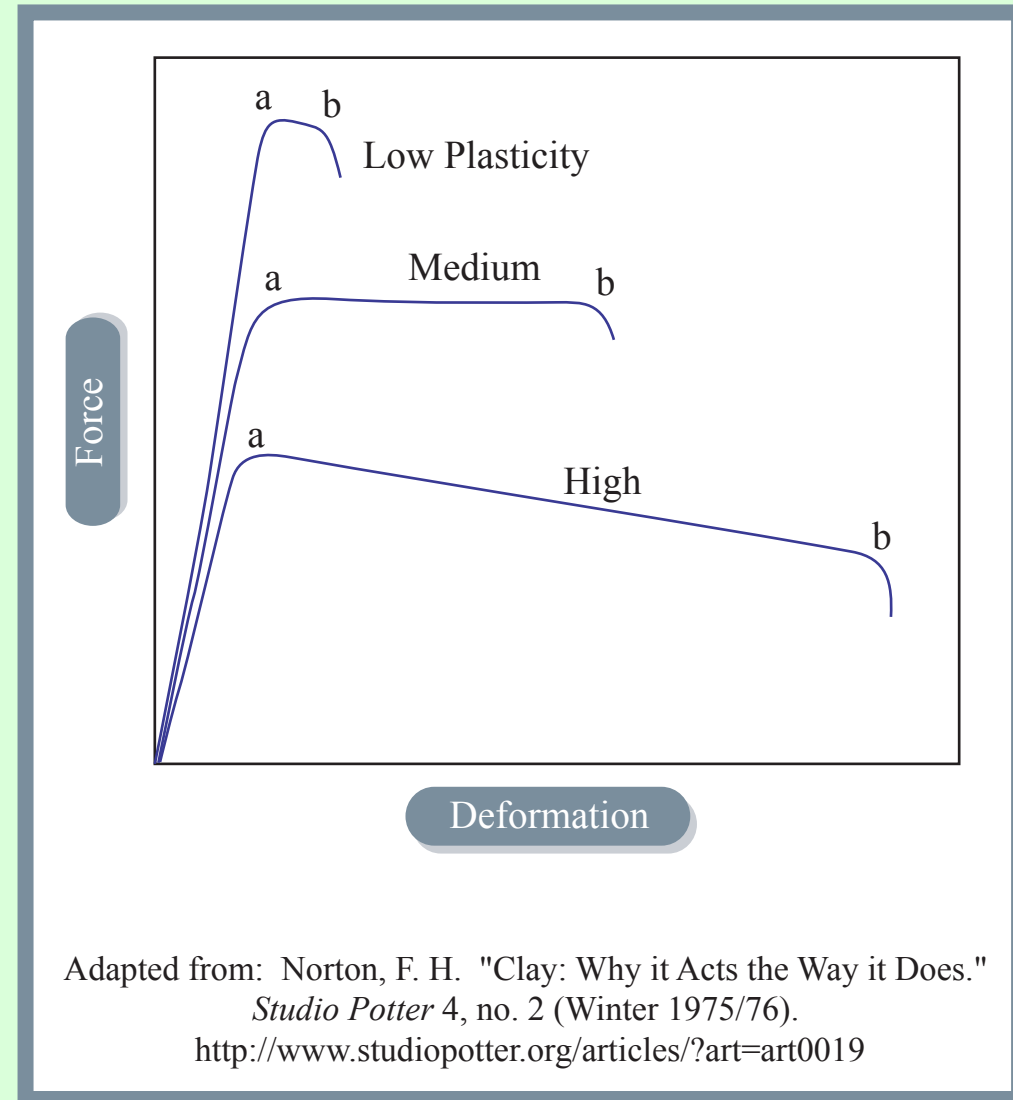 a b
Low Plasticity
a Medium b
a
High
b
Force
Deformation
Adapted from: Norton, F. H. "Clay: Why it Acts the Way it Does."
Studio Potter 4, no. 2 (Winter 1975/76).
http://www.studiopotter.org/articles/?art=art0019